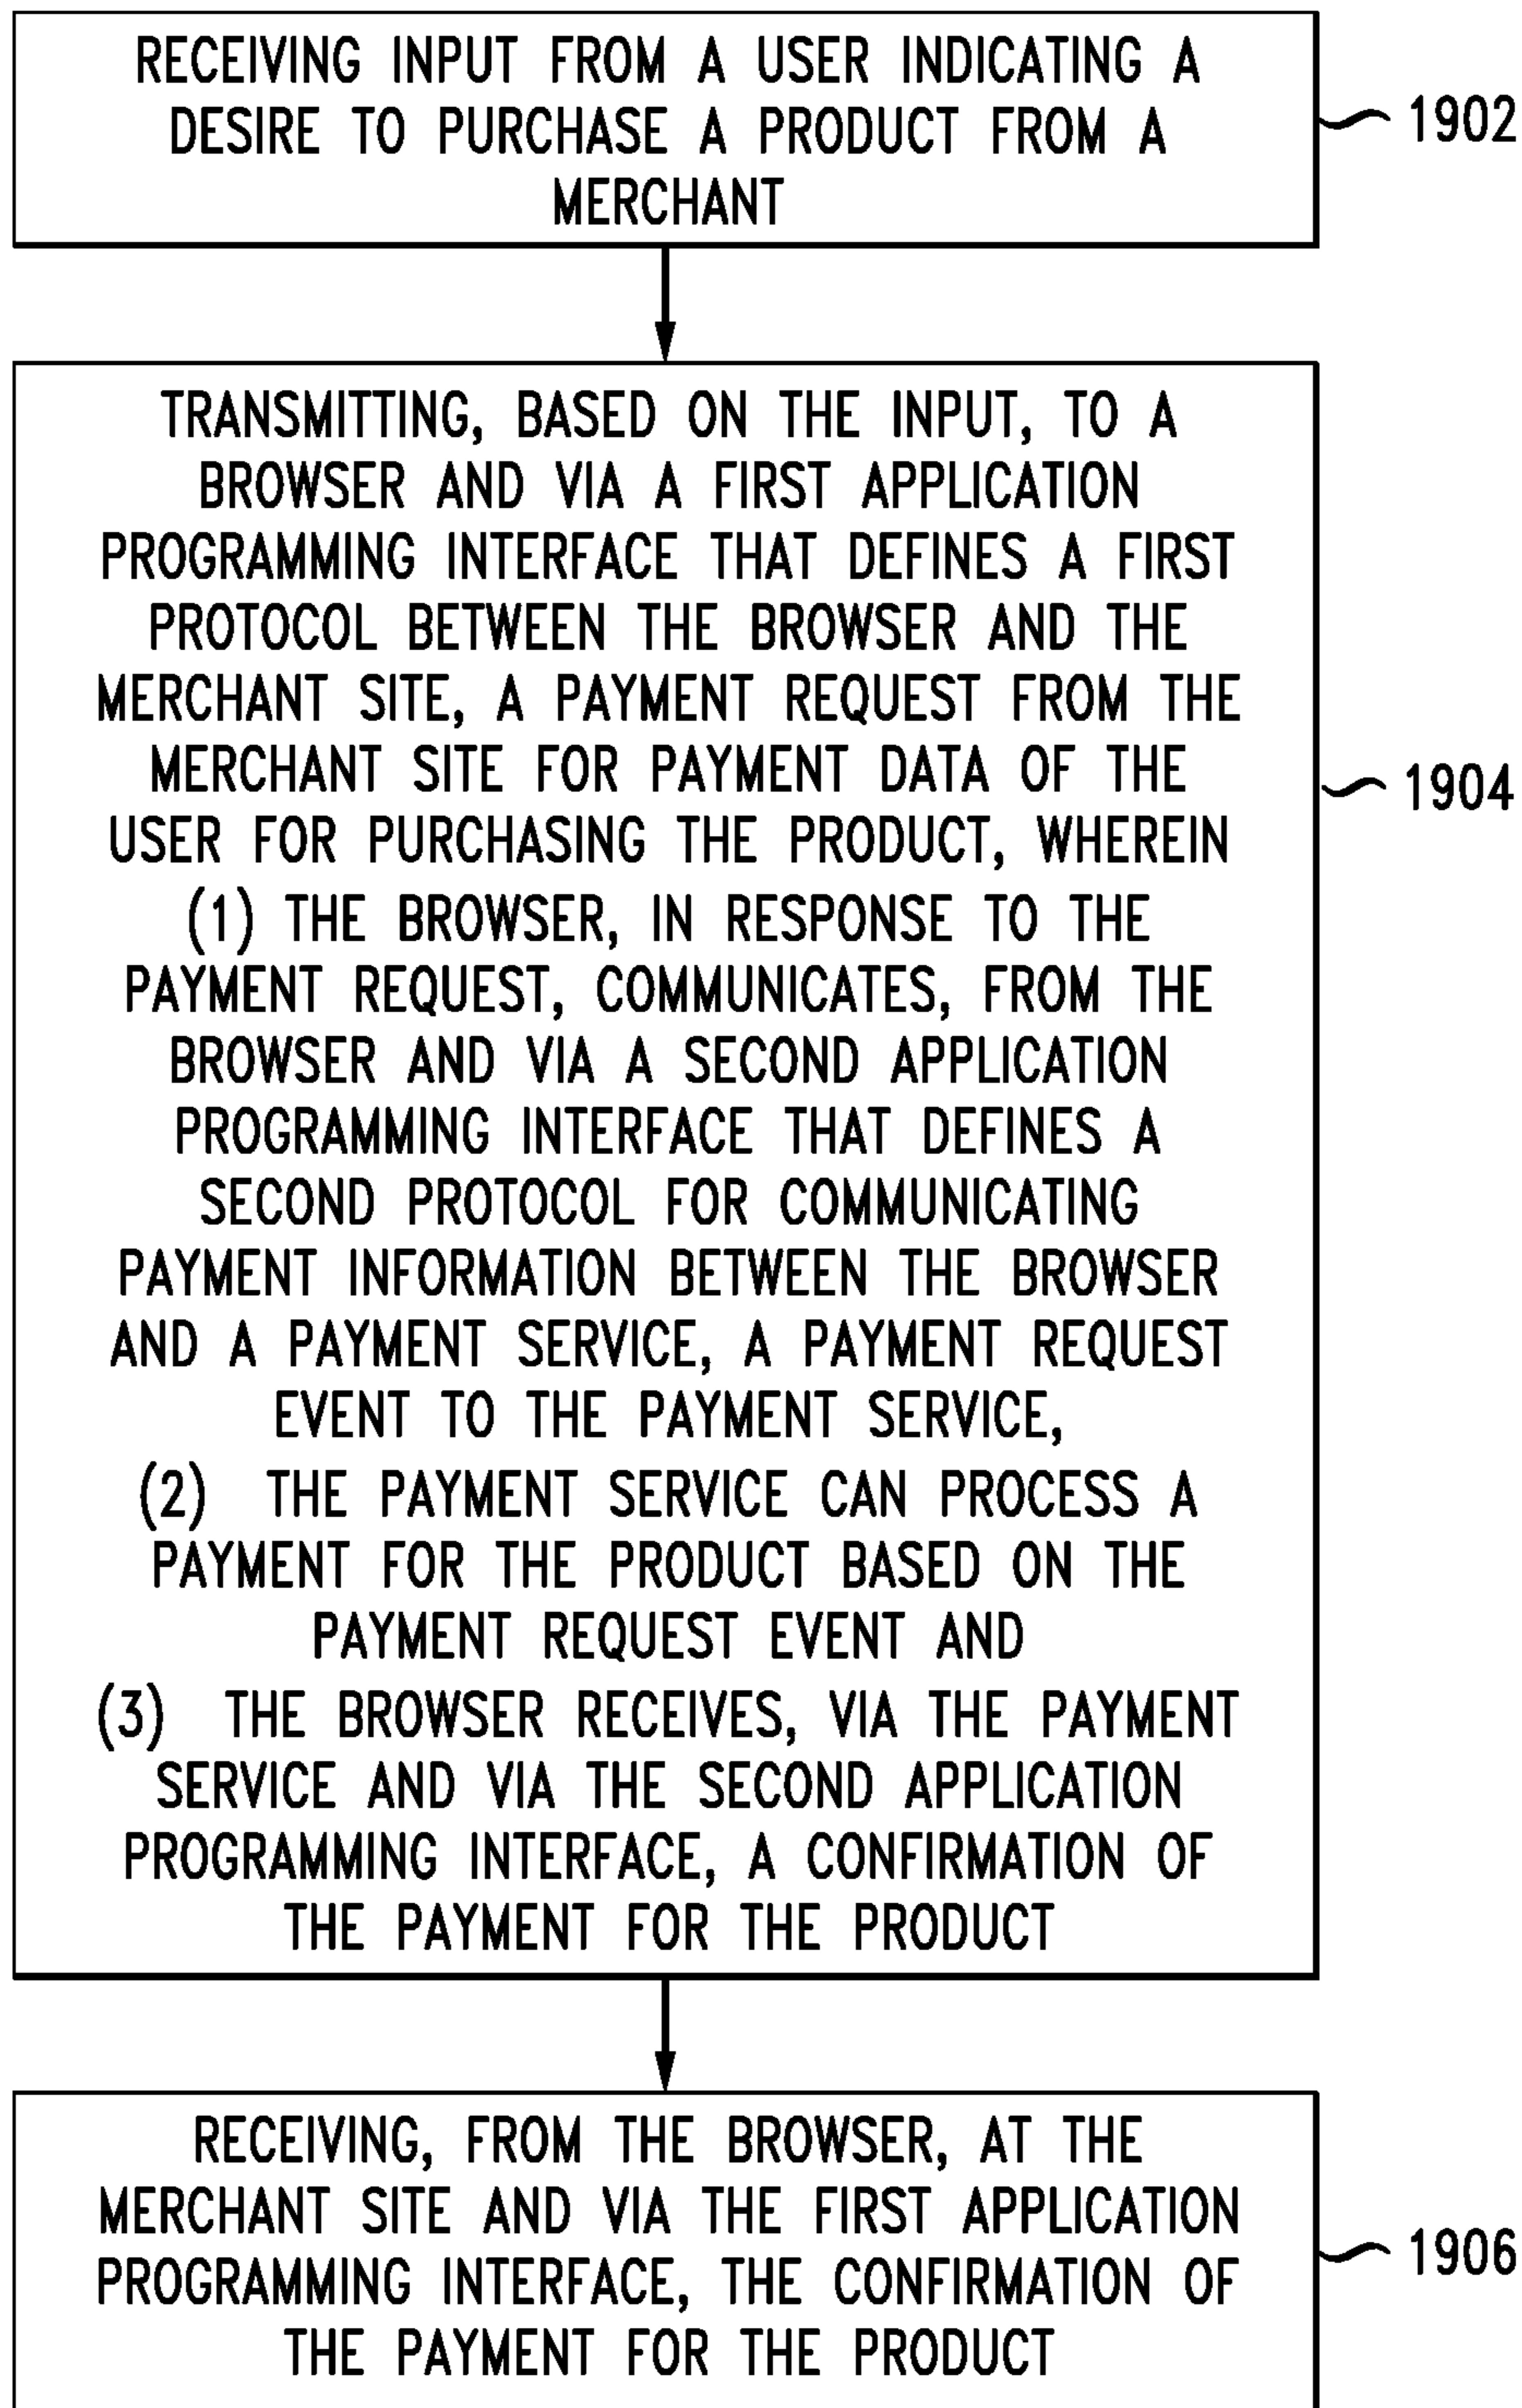 RECEIVING INPUT FROM A USER INDICATING A
DESIRE TO PURCHASE A PRODUCT FROM A
MERCHANT
1902
TRANSMITTING, BASED ON THE INPUT, TO A
BROWSER AND VIA A FIRST APPLICATION
PROGRAMMING INTERFACE THAT DEFINES A FIRST
PROTOCOL BETWEEN THE BROWSER AND THE
MERCHANT SITE, A PAYMENT REQUEST FROM THE
MERCHANT SITE FOR PAYMENT DATA OF THE
USER FOR PURCHASING THE PRODUCT, WHEREIN
(1) THE BROWSER, IN RESPONSE TO THE
PAYMENT REQUEST, COMMUNICATES, FROM THE
BROWSER AND VIA A SECOND APPLICATION
PROGRAMMING INTERFACE THAT DEFINES A
SECOND PROTOCOL FOR COMMUNICATING
PAYMENT INFORMATION BETWEEN THE BROWSER
AND A PAYMENT SERVICE, A PAYMENT REQUEST
EVENT TO THE PAYMENT SERVICE,
(2) THE PAYMENT SERVICE CAN PROCESS A
PAYMENT FOR THE PRODUCT BASED ON THE
PAYMENT REQUEST EVENT AND
(3) THE BROWSER RECEIVES, VIA THE PAYMENT
SERVICE AND VIA THE SECOND APPLICATION
PROGRAMMING INTERFACE, A CONFIRMATION OF
THE PAYMENT FOR THE PRODUCT
1904
RECEIVING, FROM THE BROWSER, AT THE
MERCHANT SITE AND VIA THE FIRST APPLICATION
PROGRAMMING INTERFACE, THE CONFIRMATION OF
THE PAYMENT FOR THE PRODUCT
1906